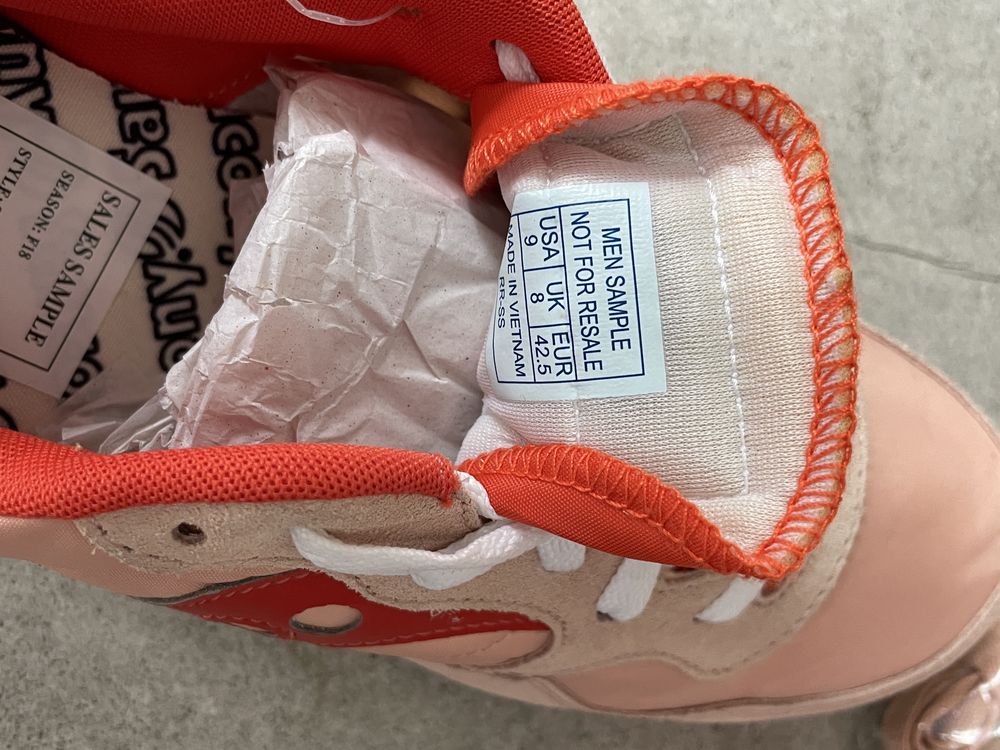 MEN SAMPLE
NOT FOR RESALE
USA UK EUR
9 8 42.5
MADE IN VIETNAM
RR-SS
SALES SAMPLE
SEASON: F18
STYLE: